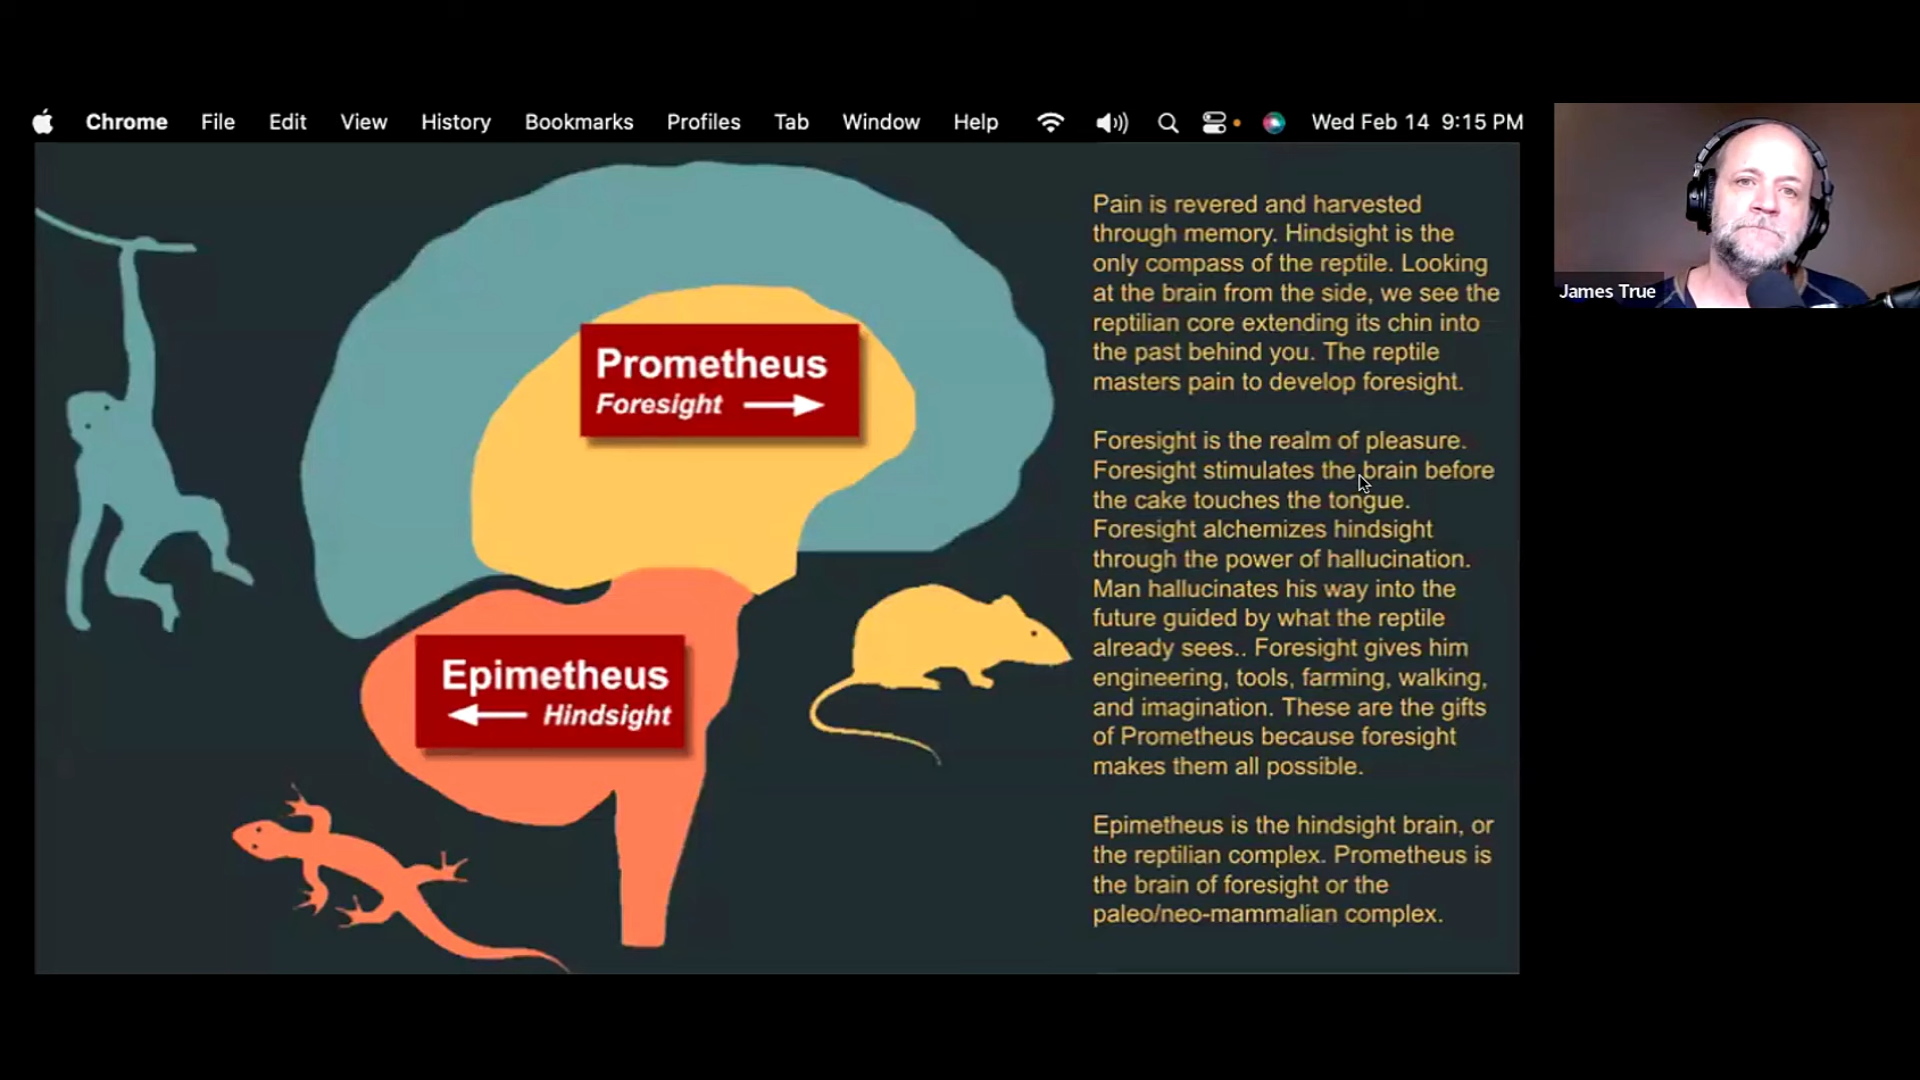 Chrome File Edit View History Bookmarks Profiles Tab Window Help Wed Feb 14 9:15 PM
Prometheus
Foresight
Epimetheus
Hindsight
Pain is revered and harvested
through memory. Hindsight is the
only compass of the reptile. Looking
at the brain from the side, we see the
reptilian core extending its chin into
the past behind you. The reptile
masters pain to develop foresight.
Foresight is the realm of pleasure.
Foresight stimulates the brain before
the cake touches the tongue.
Foresight alchemizes hindsight
through the power of hallucination.
Man hallucinates his way into the
future guided by what the reptile
already sees.. Foresight gives him
engineering, tools, farming, walking,
and imagination. These are the gifts
of Prometheus because foresight
makes them all possible.
Epimetheus is the hindsight brain, or
the reptilian complex. Prometheus is
the brain of foresight or the
paleo/neo-mammalian complex.
James True